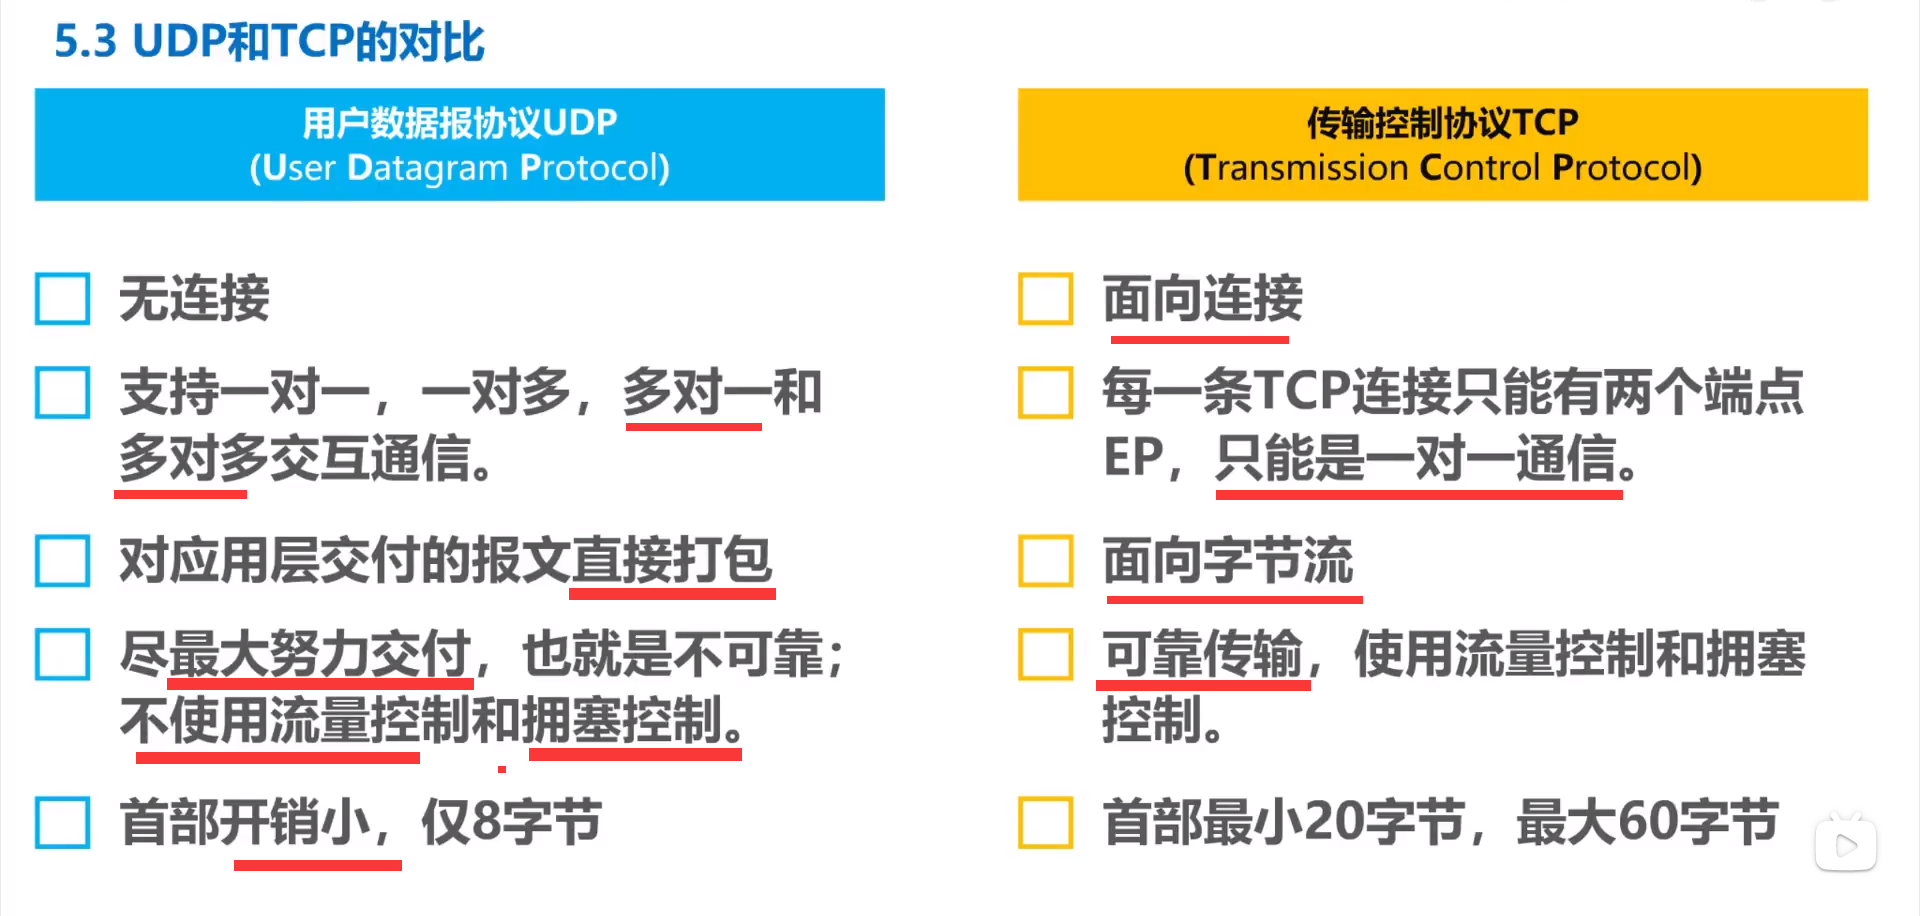 5.3 UDP和TCP的对比
用户数据报协议UDP
(User Datagram Protocol)
无连接
支持一对一，一对多，多对一和
多对多交互通信。
对应用层交付的报文直接打包
尽最大努力交付，也就是不可靠；
不使用流量控制和拥塞控制。
首部开销小，仅8字节
传输控制协议TCP
(Transmission Control Protocol)
面向连接
每一条TCP连接只能有两个端点
EP，只能是一对一通信。
面向字节流
可靠传输，使用流量控制和拥塞
控制。
首部最小20字节，最大60字节